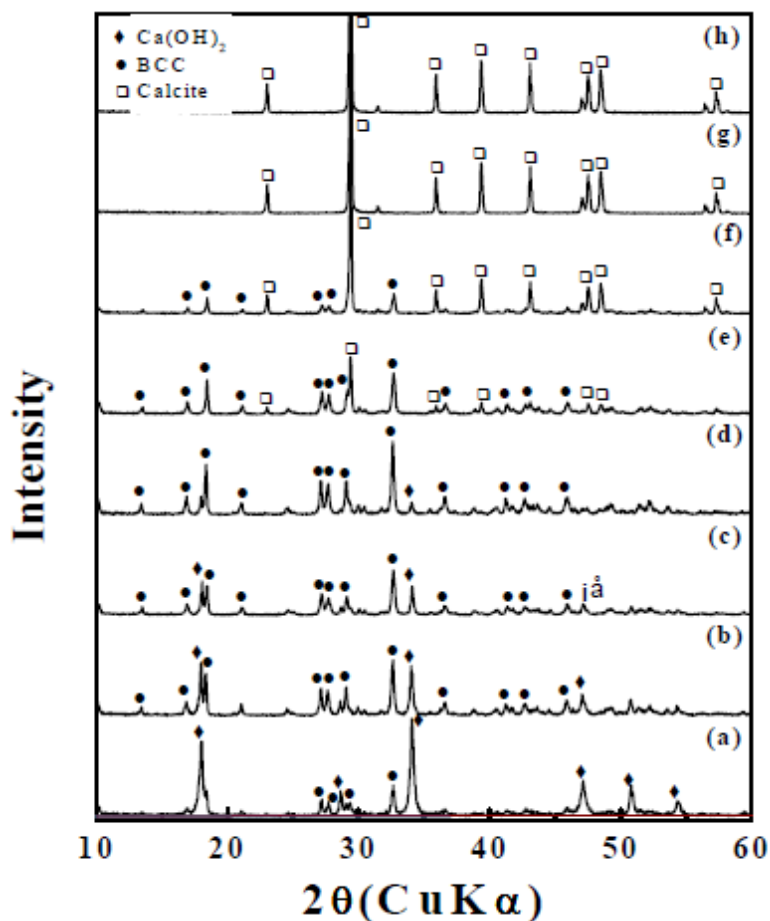 ♦ Ca(OH)₂
● BCC
□ Calcite
(h)
(g)
(f)
(e)
(d)
(c)
jå
(b)
(a)
Intensity
10 20 30 40 50 60
2θ(CuKα)